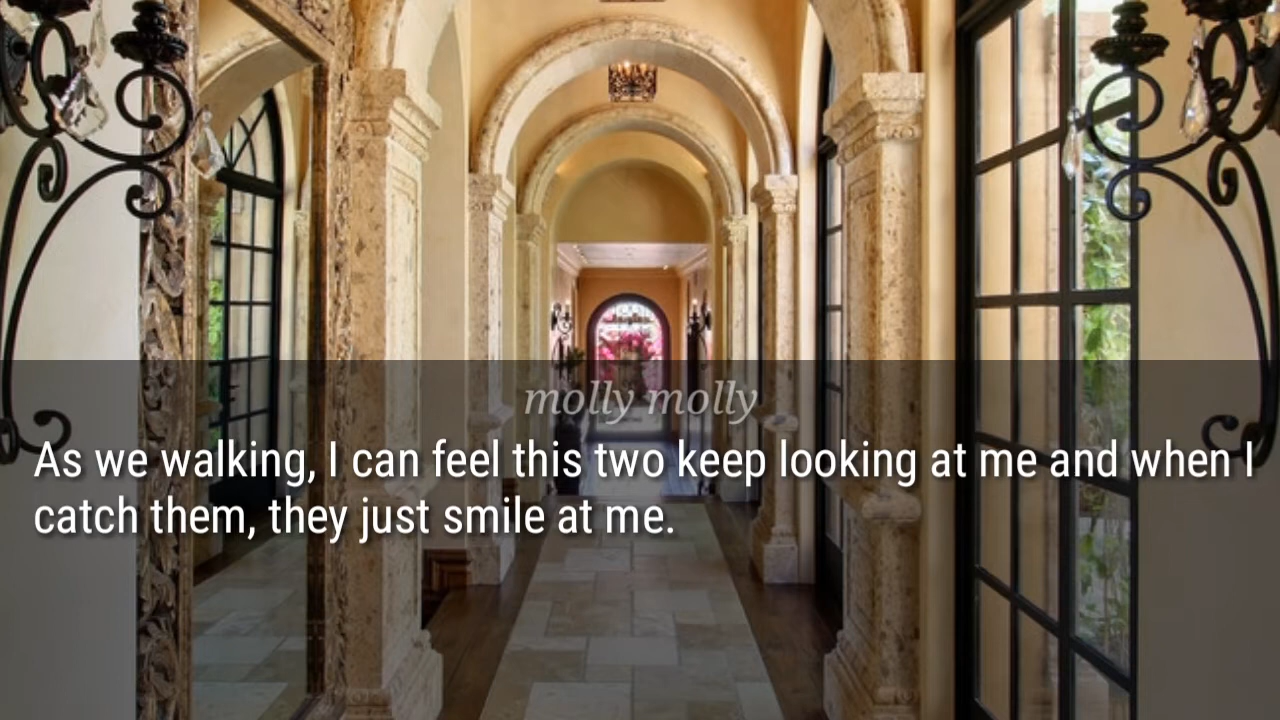 molly molly
As we walking, I can feel this two keep looking at me and when I
catch them, they just smile at me.